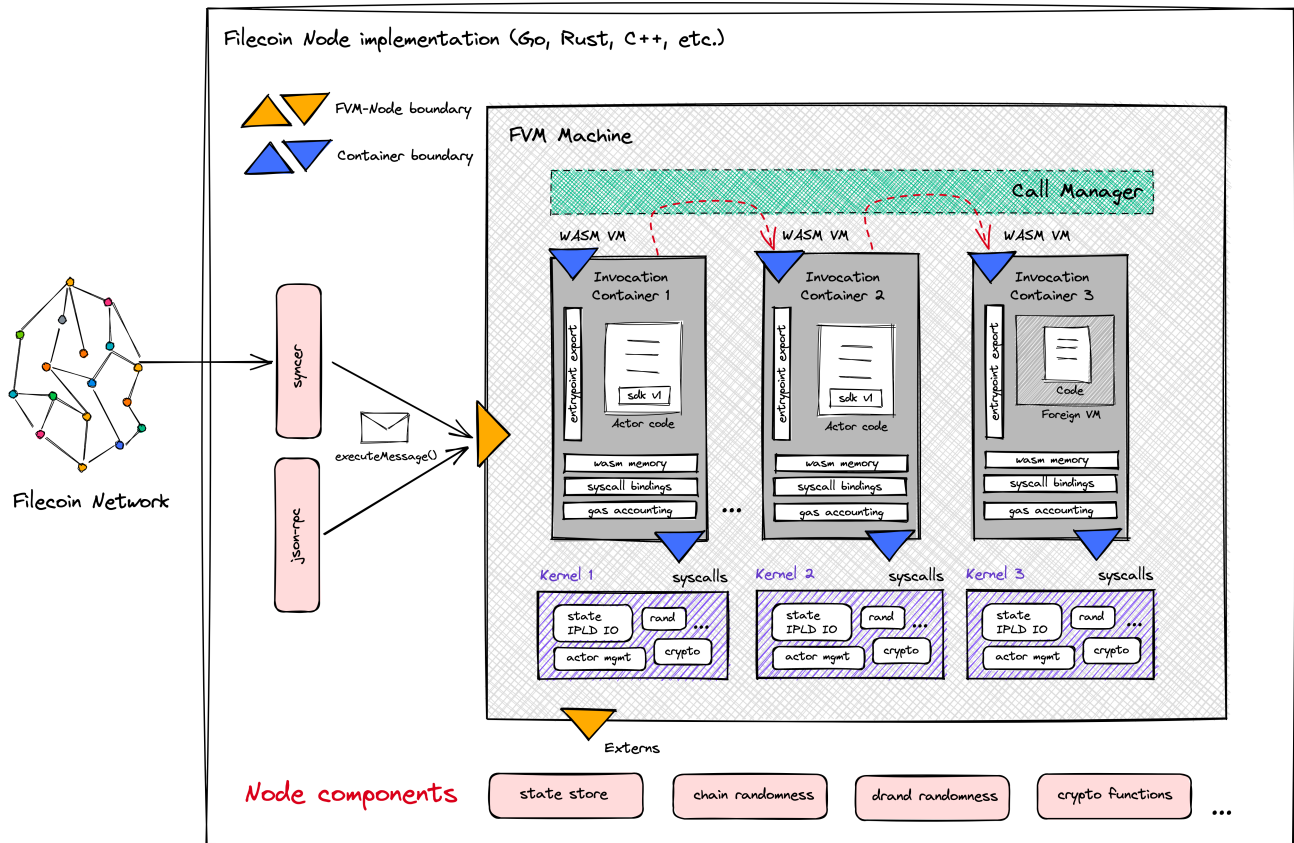 Filecoin Node implementation (Go, Rust, C++, etc.)
FVM-Node boundary
Container boundary
FVM Machine
Call Manager
WASM VM
WASM VM
WASM VM
Invocation
Container 1
entrypoint export
sdk v1
Actor code
wasm memory
syscall bindings
gas accounting
...
Invocation
Container 2
entrypoint export
sdk v1
Actor code
wasm memory
syscall bindings
gas accounting
Invocation
Container 3
entrypoint export
Code
Foreign VM
wasm memory
syscall bindings
gas accounting
Filecoin Network
syncer
executeMessage()
json-rpc
Kernel 1
syscalls
state
IPLD IO
rand
...
actor mgmt
crypto
Kernel 2
syscalls
state
IPLD IO
rand
...
actor mgmt
crypto
Kernel 3
syscalls
state
IPLD IO
rand
...
actor mgmt
crypto
Externs
Node components
state store
chain randomness
drand randomness
crypto functions
...